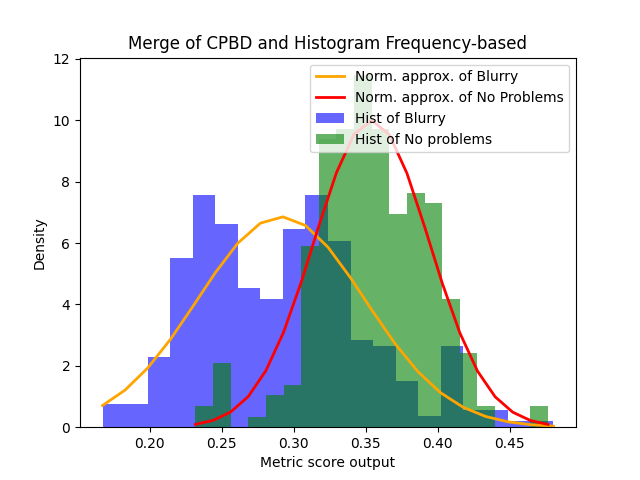 Merge of CPBD and Histogram Frequency-based
Norm. approx. of Blurry
Norm. approx. of No Problems
Hist of Blurry
Hist of No problems
Density
12
10
8
6
4
2
0
0.20 0.25 0.30 0.35 0.40 0.45
Metric score output